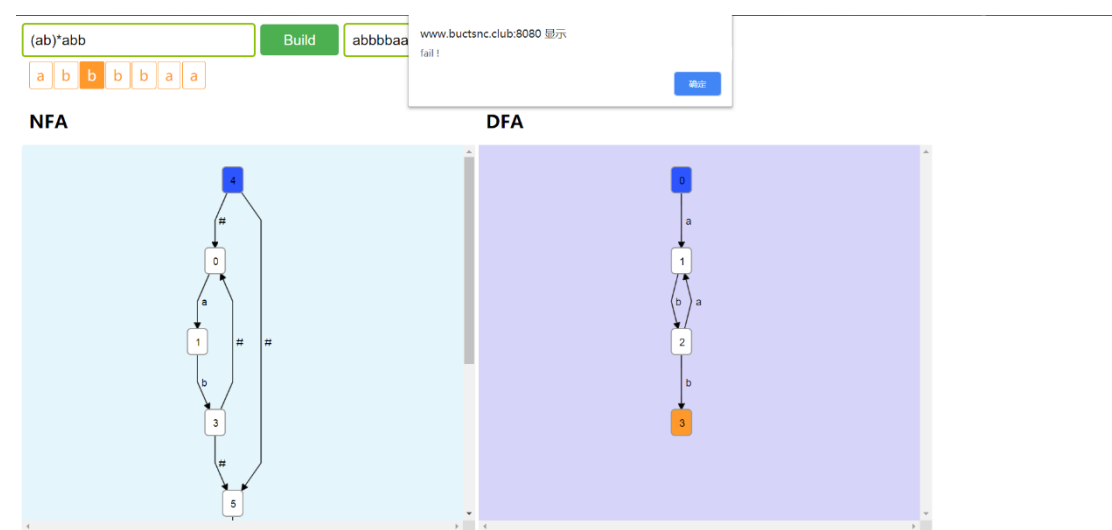 (ab)*abb
Build
abbbbaa
www.buctsnc.club:8080 显示
fail !
确定
a b b b b a a
NFA
DFA
4
#
0
a
1
#
#
b
3
#
5
0
a
1
b
a
2
b
3